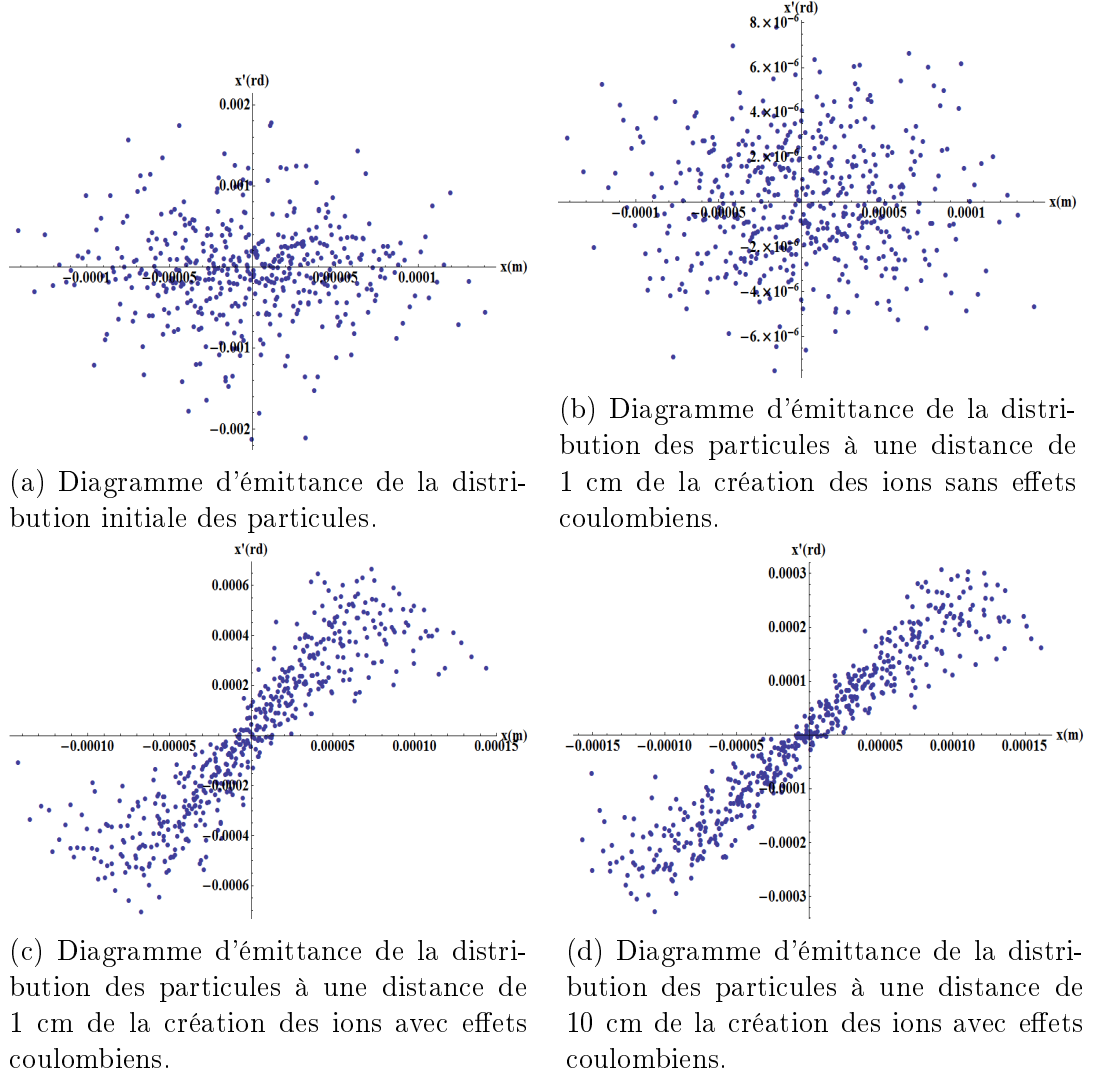 x'(rd)
0.002
0.001
x(m)
−0.0001
−0.00005
0.00005
0.0001
−0.001
−0.002
(a) Diagramme d'émittance de la distri-
bution initiale des particules.
x'(rd)
8.×10⁻⁶
6.×10⁻⁶
4.×10⁻⁶
2.×10⁻⁶
x(m)
−0.0001
−0.00005
0.00005
0.0001
−2.×10⁻⁶
−4.×10⁻⁶
−6.×10⁻⁶
(b) Diagramme d'émittance de la distri-
bution des particules à une distance de
1 cm de la création des ions sans effets
coulombiens.
x'(rd)
0.0006
0.0004
0.0002
x(m)
−0.00010
−0.00005
0.00005
0.00010
0.00015
−0.0002
−0.0004
−0.0006
(c) Diagramme d'émittance de la distri-
bution des particules à une distance de
1 cm de la création des ions avec effets
coulombiens.
x'(rd)
0.0003
0.0002
0.0001
x(m)
−0.00015
−0.00010
−0.00005
0.00005
0.00010
0.00015
−0.0001
−0.0002
−0.0003
(d) Diagramme d'émittance de la distri-
bution des particules à une distance de
10 cm de la création des ions avec effets
coulombiens.